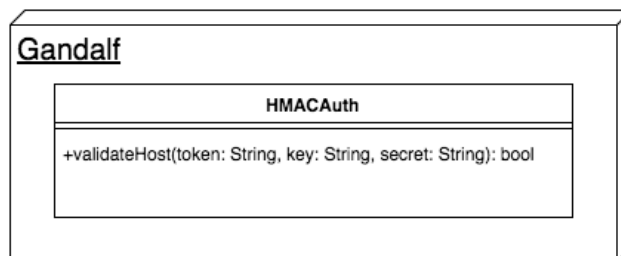 Gandalf
HMACAuth
+validateHost(token: String, key: String, secret: String): bool